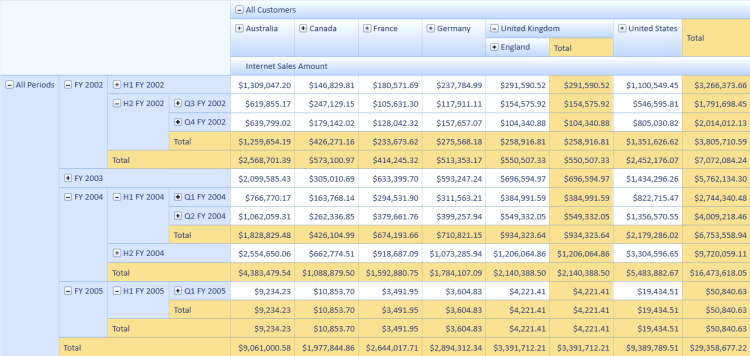 All Customers
Australia Canada France Germany United Kingdom United States Total
England Total
Internet Sales Amount
All Periods FY 2002 H1 FY 2002 $1,309,047.20 $146,829.81 $180,571.69 $237,784.99 $291,590.52 $291,590.52 $1,100,549.45 $3,266,373.66
H2 FY 2002 Q3 FY 2002 $619,855.17 $247,129.15 $105,631.30 $117,911.11 $154,575.92 $154,575.92 $546,595.81 $1,791,698.45
Q4 FY 2002 $639,799.02 $179,142.02 $128,042.32 $157,657.07 $104,340.88 $104,340.88 $805,030.82 $2,014,012.13
Total $1,259,654.19 $426,271.16 $233,673.62 $275,568.18 $258,916.81 $258,916.81 $1,351,626.62 $3,805,710.59
Total $2,568,701.39 $573,100.97 $414,245.32 $513,353.17 $550,507.33 $550,507.33 $2,452,176.07 $7,072,084.24
FY 2003 $2,099,585.43 $305,010.69 $633,399.70 $593,247.24 $696,594.97 $696,594.97 $1,434,296.26 $5,762,134.30
FY 2004 H1 FY 2004 Q1 FY 2004 $766,770.17 $163,768.14 $294,531.90 $311,563.21 $384,991.59 $384,991.59 $822,715.47 $2,744,340.48
Q2 FY 2004 $1,062,059.31 $262,336.85 $379,661.76 $399,257.94 $549,332.05 $549,332.05 $1,356,570.55 $4,009,218.46
Total $1,828,829.48 $426,104.99 $674,193.66 $710,821.15 $934,323.64 $934,323.64 $2,179,286.02 $6,753,558.94
H2 FY 2004 $2,554,650.06 $662,774.51 $918,687.09 $1,073,285.94 $1,206,064.86 $1,206,064.86 $3,304,596.65 $9,720,059.11
Total $4,383,479.54 $1,088,879.50 $1,592,880.75 $1,784,107.09 $2,140,388.50 $2,140,388.50 $5,483,882.67 $16,473,618.05
FY 2005 H1 FY 2005 Q1 FY 2005 $9,234.23 $10,853.70 $3,491.95 $3,604.83 $4,221.41 $4,221.41 $19,434.51 $50,840.63
Total $9,234.23 $10,853.70 $3,491.95 $3,604.83 $4,221.41 $4,221.41 $19,434.51 $50,840.63
Total $9,234.23 $10,853.70 $3,491.95 $3,604.83 $4,221.41 $4,221.41 $19,434.51 $50,840.63
Total $9,061,000.58 $1,977,844.86 $2,644,017.71 $2,894,312.34 $3,391,712.21 $3,391,712.21 $9,389,789.51 $29,358,677.22